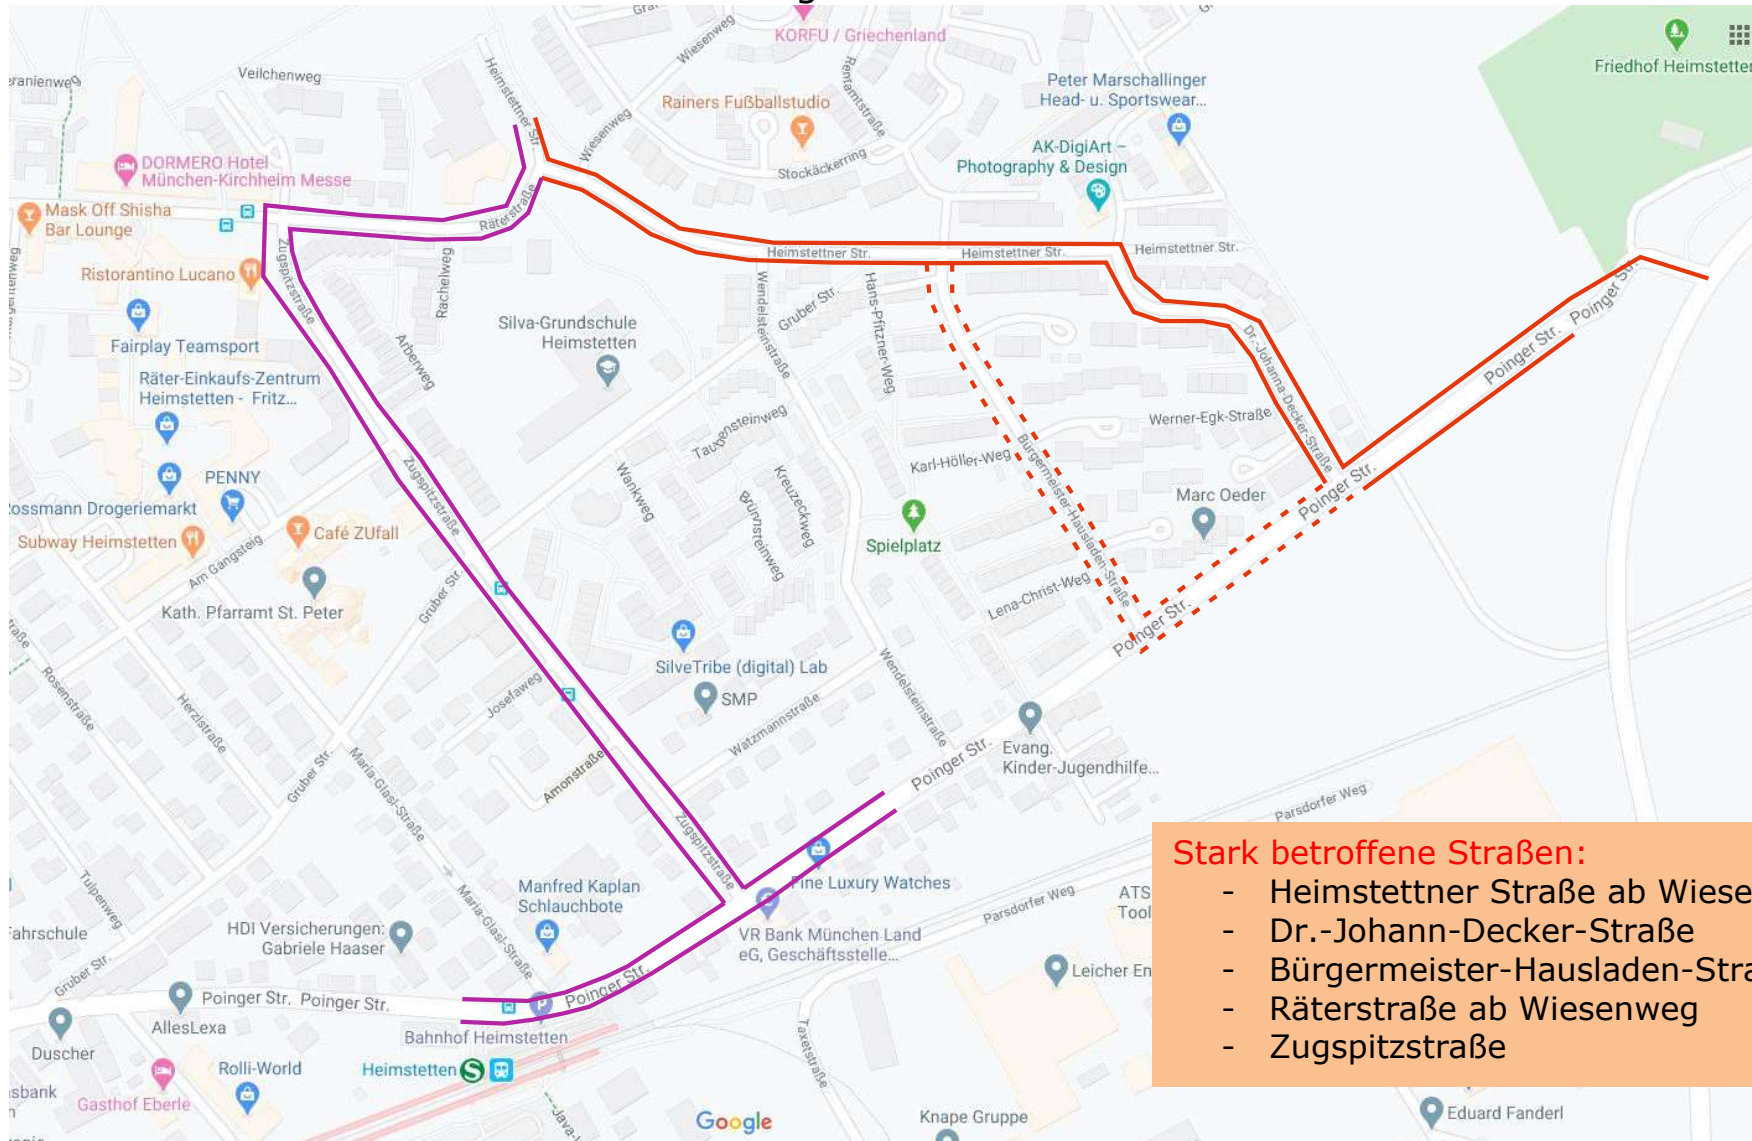 KORFU / Griechenland
Friedhof Heimstetten
Veilchenweg
Heimstettner Str.
Wiesenweg
Rentamtstraße
Peter Marschallinger
Head- u. Sportswear...
Rainers Fußballstudio
Wiesenweg
AK-DigiArt –
Photography & Design
Stockäckerring
DORMERO Hotel
München-Kirchheim Messe
Mask Off Shisha
Bar Lounge
Räterstraße
Heimstettner Str.
Heimstettner Str.
Heimstettner Str.
Ristorantino Lucano
Zugspitzstraße
Rachelweg
Wendelsteinstraße
Gruber Str.
Hans-Pfitzner-Weg
Poinger Str.
Poinger Str.
Silva-Grundschule
Heimstetten
Fairplay Teamsport
Arberweg
Dr.-Johanna-Decker-Straße
Räter-Einkaufs-Zentrum
Heimstetten - Fritz...
Taubensteinweg
Werner-Egk-Straße
Bürgermeister-Hausladen-Straße
Karl-Höller-Weg
PENNY
Zugspitzstraße
Wankweg
Kreuzeckweg
Brünnsteinweg
Marc Oeder
Poinger Str.
ossmann Drogeriemarkt
Café ZUfall
Subway Heimstetten
Am Gangsteig
Spielplatz
Kath. Pfarramt St. Peter
Gruber Str.
Lena-Christ-Weg
Poinger Str.
SilveTribe (digital) Lab
SMP
Josefaweg
Watzmannstraße
Wendelsteinstraße
Rosenstraße
Herzlstraße
Maria-Glasl-Straße
Gruber Str.
Amonstraße
Poinger Str.
Evang.
Kinder-Jugendhilfe...
Parsdorfer Weg
Zugspitzstraße
Fine Luxury Watches
Tulpenweg
Manfred Kaplan
Schlauchbote
Maria-Glasl-Straße
Parsdorfer Weg
ATS
Tool
HDI Versicherungen:
Gabriele Haaser
ahrschule
VR Bank München Land
eG, Geschäftsstelle...
Gruber Str.
Poinger Str.
Poinger Str.
Poinger Str.
Leicher En
AllesLexa
Bahnhof Heimstetten
Taxetstraße
Duscher
Rolli-World
Heimstetten
sbank
Gasthof Eberle
Java-
Google
Knape Gruppe
Eduard Fanderl
Stark betroffene Straßen:
- Heimstettner Straße ab Wiese
- Dr.-Johann-Decker-Straße
- Bürgermeister-Hausladen-Stra
- Räterstraße ab Wiesenweg
- Zugspitzstraße